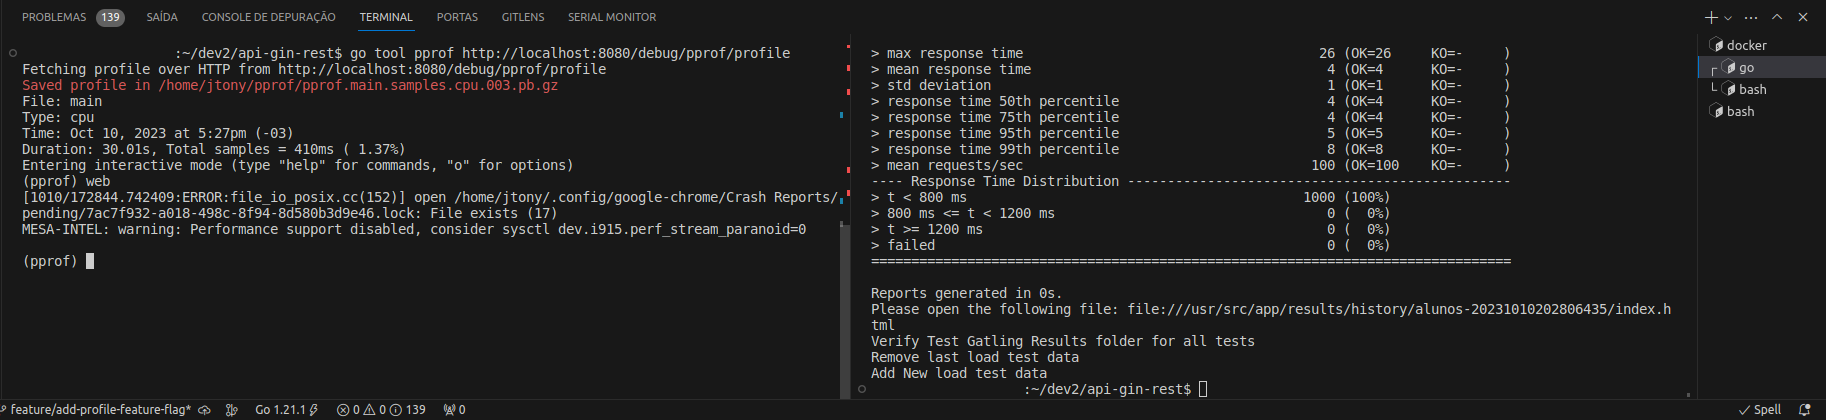 PROBLEMAS 139 SAÍDA CONSOLE DE DEPURAÇÃO TERMINAL PORTAS GITLENS SERIAL MONITOR
:~/dev2/api-gin-rest$ go tool pprof http://localhost:8080/debug/pprof/profile
Fetching profile over HTTP from http://localhost:8080/debug/pprof/profile
Saved profile in /home/jtony/pprof/pprof.main.samples.cpu.003.pb.gz
File: main
Type: cpu
Time: Oct 10, 2023 at 5:27pm (-03)
Duration: 30.01s, Total samples = 410ms ( 1.37%)
Entering interactive mode (type "help" for commands, "o" for options)
(pprof) web
[1010/172844.742409:ERROR:file_io_posix.cc(152)] open /home/jtony/.config/google-chrome/Crash Reports/
pending/7ac7f932-a018-498c-8f94-8d580b3d9e46.lock: File exists (17)
MESA-INTEL: warning: Performance support disabled, consider sysctl dev.i915.perf_stream_paranoid=0
(pprof)
> max response time 26 (OK=26 KO=- )
> mean response time 4 (OK=4 KO=- )
> std deviation 1 (OK=1 KO=- )
> response time 50th percentile 4 (OK=4 KO=- )
> response time 75th percentile 4 (OK=4 KO=- )
> response time 95th percentile 5 (OK=5 KO=- )
> response time 99th percentile 8 (OK=8 KO=- )
> mean requests/sec 100 (OK=100 KO=- )
---- Response Time Distribution ------------------------------------------------
> t < 800 ms 1000 (100%)
> 800 ms <= t < 1200 ms 0 ( 0%)
> t >= 1200 ms 0 ( 0%)
> failed 0 ( 0%)
================================================================================
Reports generated in 0s.
Please open the following file: file:///usr/src/app/results/history/alunos-20231010202806435/index.h
tml
Verify Test Gatling Results folder for all tests
Remove last load test data
Add New load test data
:~/dev2/api-gin-rest$
docker
go
bash
bash
feature/add-profile-feature-flag* Go 1.21.1 0 0 139 0 Spell